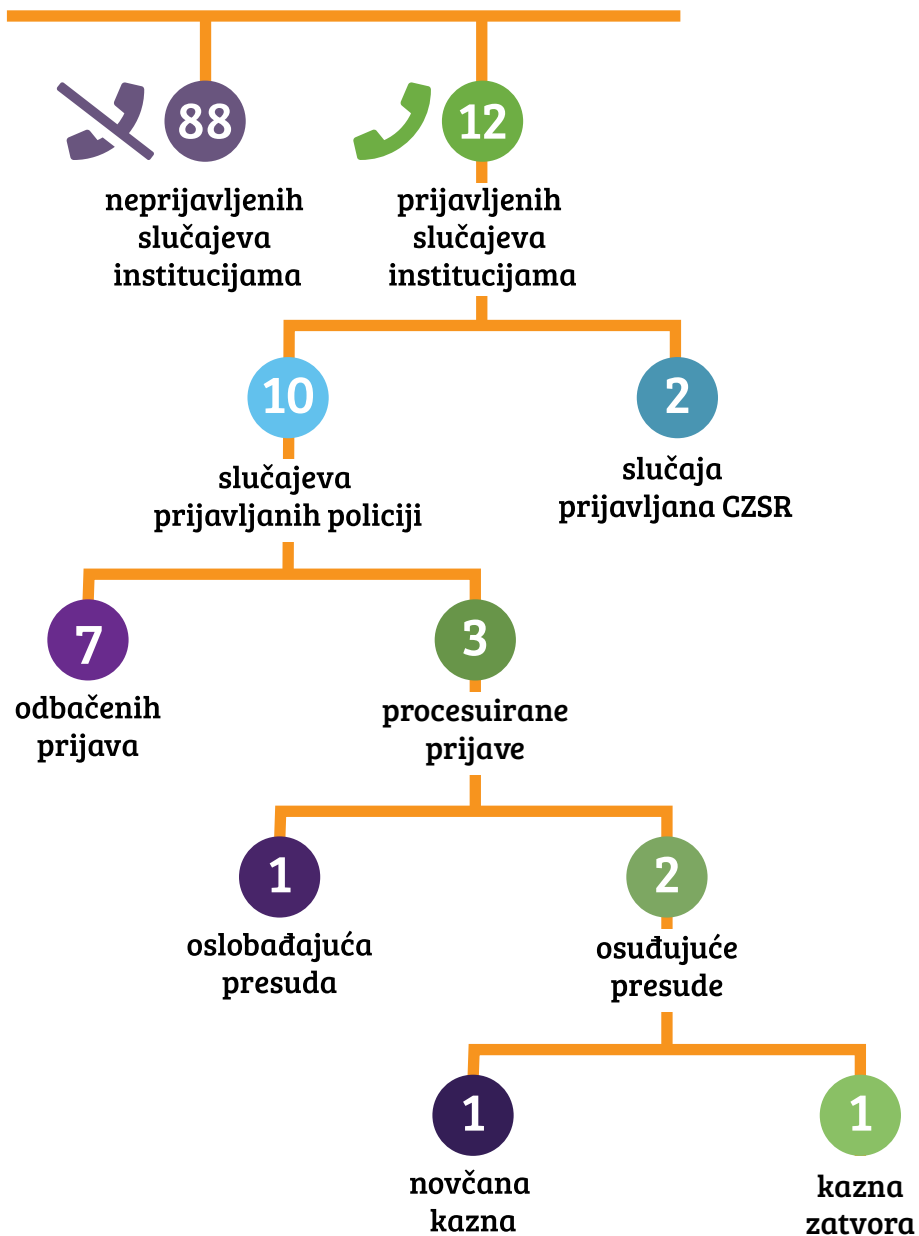 88
neprijavljenih
slučajeva
institucijama
12
prijavljenih
slučajeva
institucijama
10
slučajeva
prijavljanih policiji
2
slučaja
prijavljana CZSR
7
odbačenih
prijava
3
procesuirane
prijave
1
oslobađajuća
presuda
2
osuđujuće
presude
1
novčana
kazna
1
kazna
zatvora